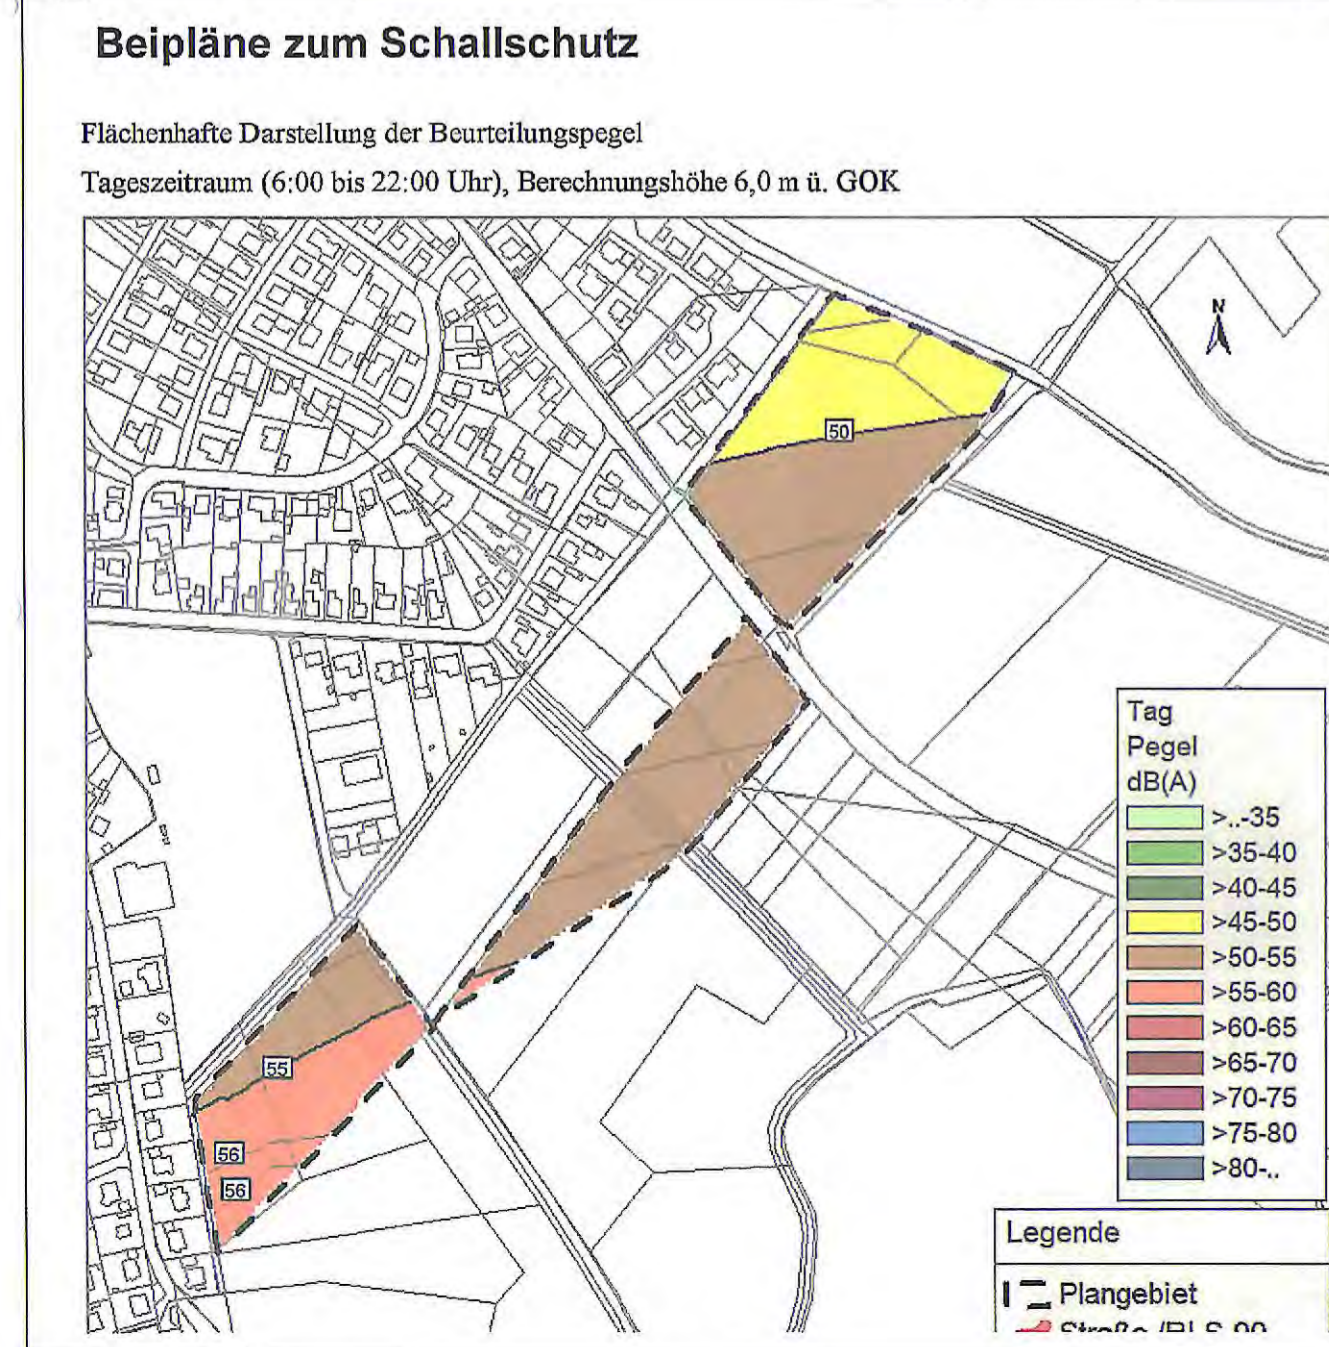 Beipläne zum Schallschutz
Flächenhafte Darstellung der Beurteilungspegel
Tageszeitraum (6:00 bis 22:00 Uhr), Berechnungshöhe 6,0 m ü. GOK
N
50
55
56
56
Tag
Pegel
dB(A)
>..-35
>35-40
>40-45
>45-50
>50-55
>55-60
>60-65
>65-70
>70-75
>75-80
>80-..
Legende
Plangebiet